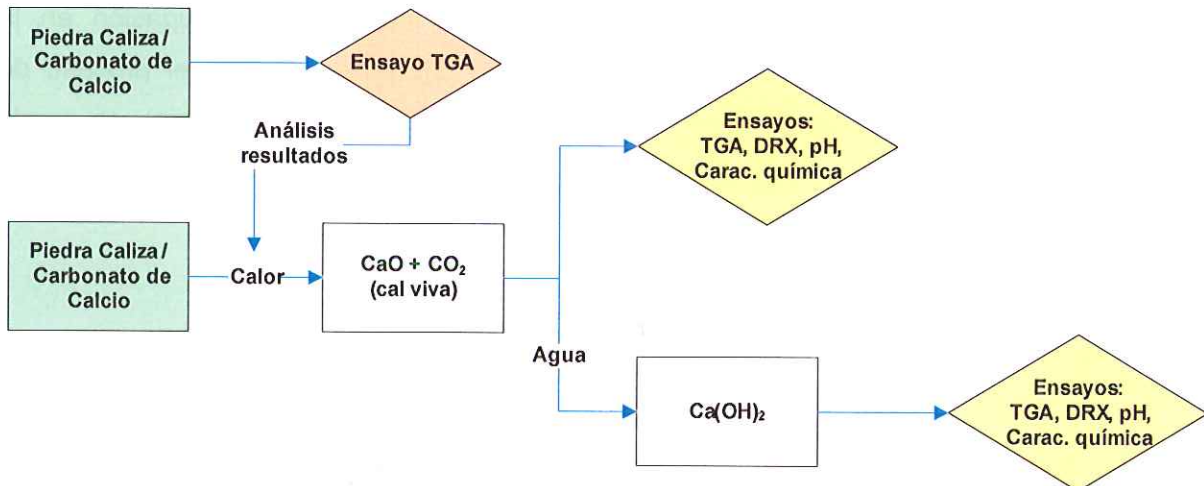 Piedra Caliza/
Carbonato de
Calcio
Ensayo TGA
Análisis
resultados
Ensayos:
TGA, DRX, pH,
Carac. química
Piedra Caliza/
Carbonato de
Calcio
Calor
CaO + CO₂
(cal viva)
Agua
Ca(OH)₂
Ensayos:
TGA, DRX, pH,
Carac. química